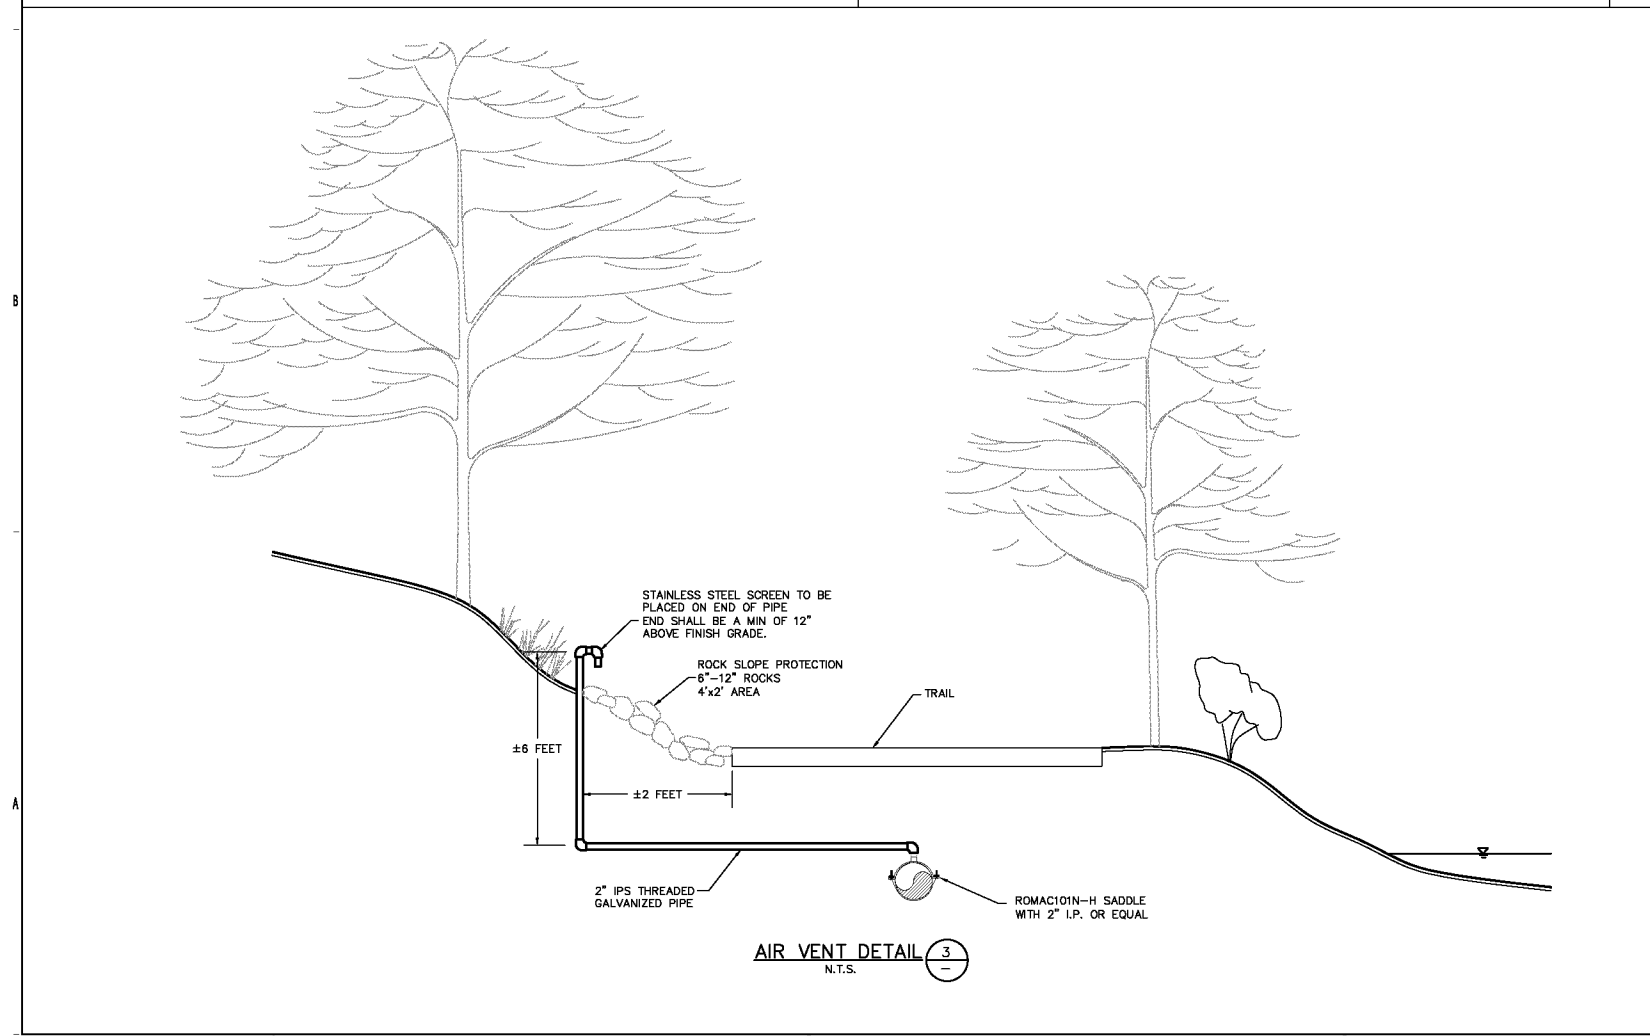 B
STAINLESS STEEL SCREEN TO BE
PLACED ON END OF PIPE
END SHALL BE A MIN OF 12"
ABOVE FINISH GRADE.
ROCK SLOPE PROTECTION
6"-12" ROCKS
4'x2' AREA
TRAIL
±6 FEET
±2 FEET
A
2" IPS THREADED
GALVANIZED PIPE
ROMAC101N-H SADDLE
WITH 2" I.P. OR EQUAL
AIR VENT DETAIL
3
-
N.T.S.